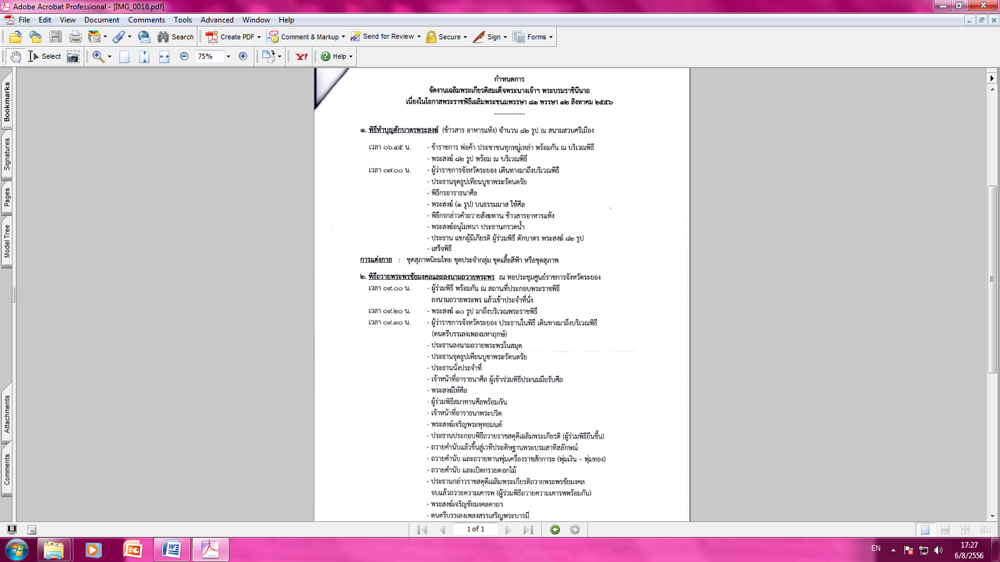 Adobe Acrobat Professional - [IMG_0018.pdf]
File Edit View Document Comments Tools Advanced Window Help
Search Create PDF Comment & Markup Send for Review Secure Sign Forms
Select 75% Y! Help
Bookmarks
Signatures
Pages
Model Tree
Attachments
Comments
กำหนดการ
จัดงานเฉลิมพระเกียรติสมเด็จพระนางเจ้าฯ พระบรมราชินีนาถ
เนื่องในโอกาสพระราชพิธีเฉลิมพระชนมพรรษา ๘๑ พรรษา ๑๒ สิงหาคม ๒๕๕๖
--------------
๑. พิธีทำบุญตักบาตรพระสงฆ์ (ข้าวสาร อาหารแห้ง) จำนวน ๘๒ รูป ณ สนามสวนศรีเมือง
เวลา ๐๖.๔๕ น. - ข้าราชการ พ่อค้า ประชาชนทุกหมู่เหล่า พร้อมกัน ณ บริเวณพิธี
- พระสงฆ์ ๘๒ รูป พร้อม ณ บริเวณพิธี
เวลา ๐๗.๐๐ น. - ผู้ว่าราชการจังหวัดระยอง เดินทางมาถึงบริเวณพิธี
- ประธานจุดธูปเทียนบูชาพระรัตนตรัย
- พิธีกรอาราธนาศีล
- พระสงฆ์ (๑ รูป) บนธรรมมาส ให้ศีล
- พิธีกรกล่าวคำถวายสังฆทาน ข้าวสารอาหารแห้ง
- พระสงฆ์อนุโมทนา ประธานกรวดน้ำ
- ประธาน แขกผู้มีเกียรติ ผู้ร่วมพิธี ตักบาตร พระสงฆ์ ๘๒ รูป
- เสร็จพิธี
การแต่งกาย : ชุดสุภาพนิยมไทย ชุดประจำกลุ่ม ชุดเสื้อสีฟ้า หรือชุดสุภาพ
๒. พิธีถวายพระพรชัยมงคลและลงนามถวายพระพร ณ หอประชุมศูนย์ราชการจังหวัดระยอง
เวลา ๐๙.๐๐ น. - ผู้ร่วมพิธี พร้อมกัน ณ สถานที่ประกอบพระราชพิธี
ลงนามถวายพระพร แล้วเข้าประจำที่นั่ง
เวลา ๐๙.๒๐ น. - พระสงฆ์ ๑๐ รูป มาถึงบริเวณพระราชพิธี
เวลา ๐๙.๓๐ น. - ผู้ว่าราชการจังหวัดระยอง ประธานในพิธี เดินทางมาถึงบริเวณพิธี
(ดนตรีบรรเลงเพลงมหาฤกษ์)
- ประธานลงนามถวายพระพรในสมุด
- ประธานจุดธูปเทียนบูชาพระรัตนตรัย
- ประธานนั่งประจำที่
- เจ้าหน้าที่อาราธนาศีล ผู้เข้าร่วมพิธีประนมมือรับศีล
- พระสงฆ์ให้ศีล
- ผู้ร่วมพิธีสมาทานศีลพร้อมกัน
- เจ้าหน้าที่อาราธนาพระปริต
- พระสงฆ์เจริญพระพุทธมนต์
- ประธานประกอบพิธีถวายราชสดุดีเฉลิมพระเกียรติ (ผู้ร่วมพิธียืนขึ้น)
- ถวายคำนับแล้วขึ้นสู่เวทีประดิษฐานพระบรมสาทิสลักษณ์
- ถวายคำนับ และถวายพานพุ่มเครื่องราชสักการะ (พุ่มเงิน – พุ่มทอง)
- ถวายคำนับ และเปิดกรวยดอกไม้
- ประธานกล่าวราชสดุดีเฉลิมพระเกียรติถวายพระพรชัยมงคล
จบแล้วถวายความเคารพ (ผู้ร่วมพิธีถวายความเคารพพร้อมกัน)
- พระสงฆ์เจริญชัยมงคลคาถา
- ดนตรีบรรเลงเพลงสรรเสริญพระบารมี
1 of 1
EN
17:27
6/8/2556